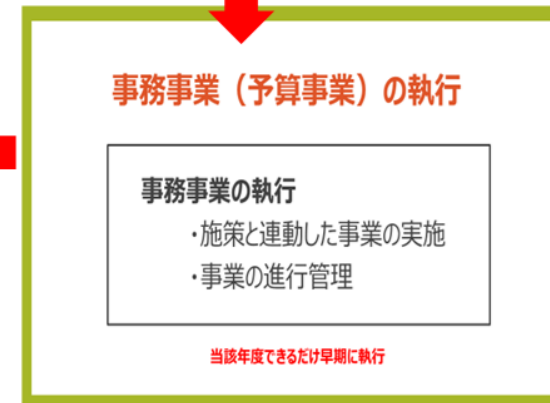 事務事業（予算事業）の執行
事務事業の執行
・施策と連動した事業の実施
・事業の進行管理
当該年度できるだけ早期に執行